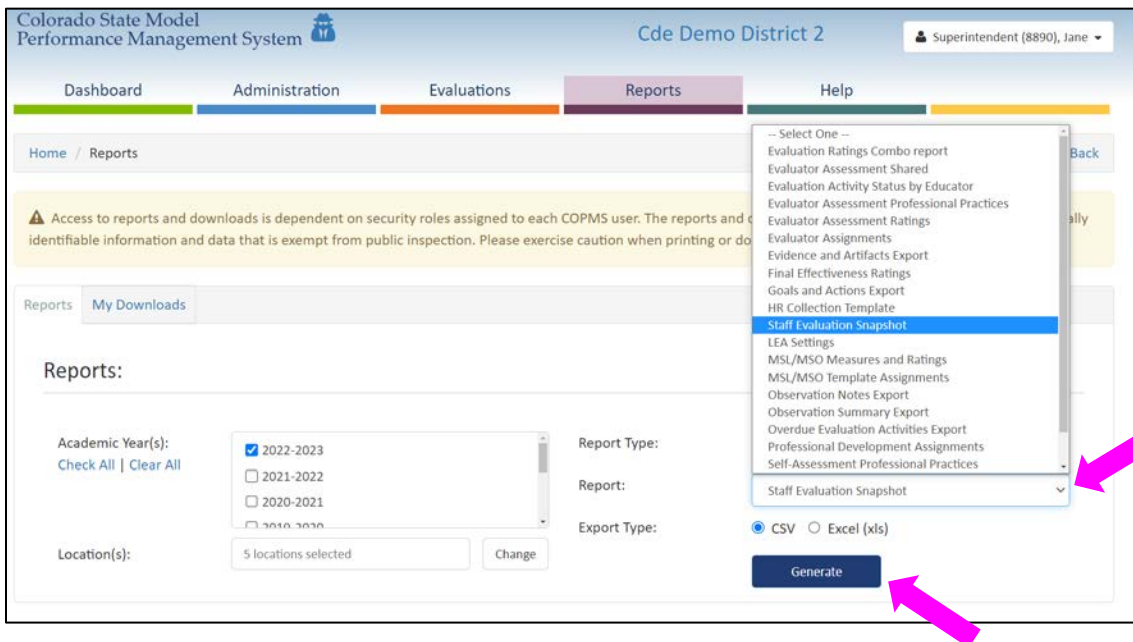 Colorado State Model
Performance Management System
Cde Demo District 2
Superintendent (8890), Jane
Dashboard
Administration
Evaluations
Reports
Help
Home / Reports
Back
Access to reports and downloads is dependent on security roles assigned to each COPMS user. The reports and
ally
identifiable information and data that is exempt from public inspection. Please exercise caution when printing or do
-- Select One --
Evaluation Ratings Combo report
Evaluator Assessment Shared
Evaluation Activity Status by Educator
Evaluator Assessment Professional Practices
Evaluator Assessment Ratings
Evaluator Assignments
Evidence and Artifacts Export
Final Effectiveness Ratings
Goals and Actions Export
HR Collection Template
Staff Evaluation Snapshot
LEA Settings
MSL/MSO Measures and Ratings
MSL/MSO Template Assignments
Observation Notes Export
Observation Summary Export
Overdue Evaluation Activities Export
Professional Development Assignments
Self-Assessment Professional Practices
Reports
My Downloads
Reports:
Academic Year(s):
Check All | Clear All
2022-2023
2021-2022
2020-2021
2019-2020
Location(s):
5 locations selected
Change
Report Type:
Report:
Staff Evaluation Snapshot
Export Type:
CSV
Excel (xls)
Generate